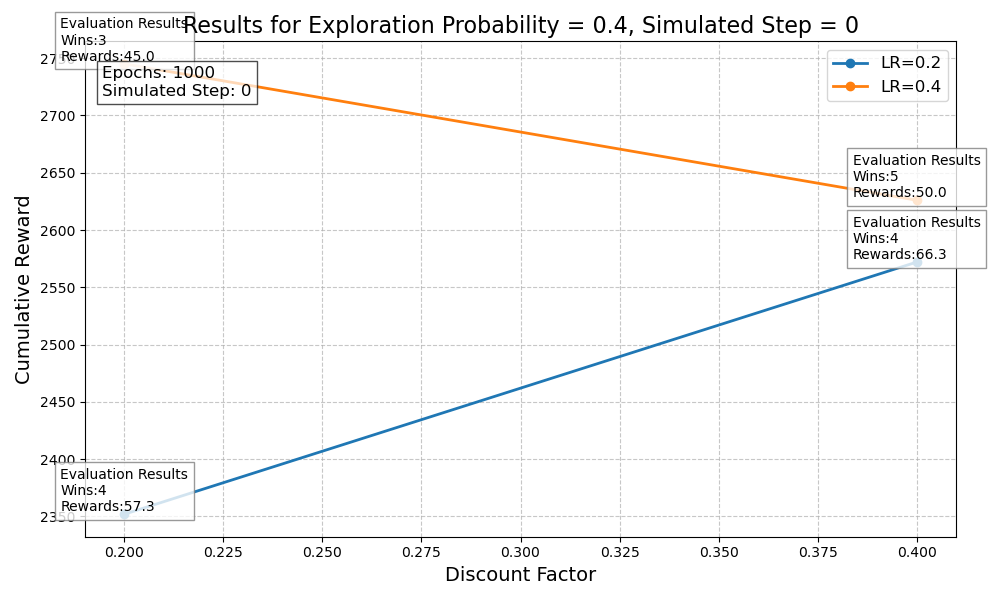 Results for Exploration Probability = 0.4, Simulated Step = 0
Evaluation Results
Wins:3
Rewards:45.0
Epochs: 1000
Simulated Step: 0
LR=0.2
LR=0.4
Evaluation Results
Wins:5
Rewards:50.0
Evaluation Results
Wins:4
Rewards:66.3
Evaluation Results
Wins:4
Rewards:57.3
Cumulative Reward
2750
2700
2650
2600
2550
2500
2450
2400
2350
0.200
0.225
0.250
0.275
0.300
0.325
0.350
0.375
0.400
Discount Factor